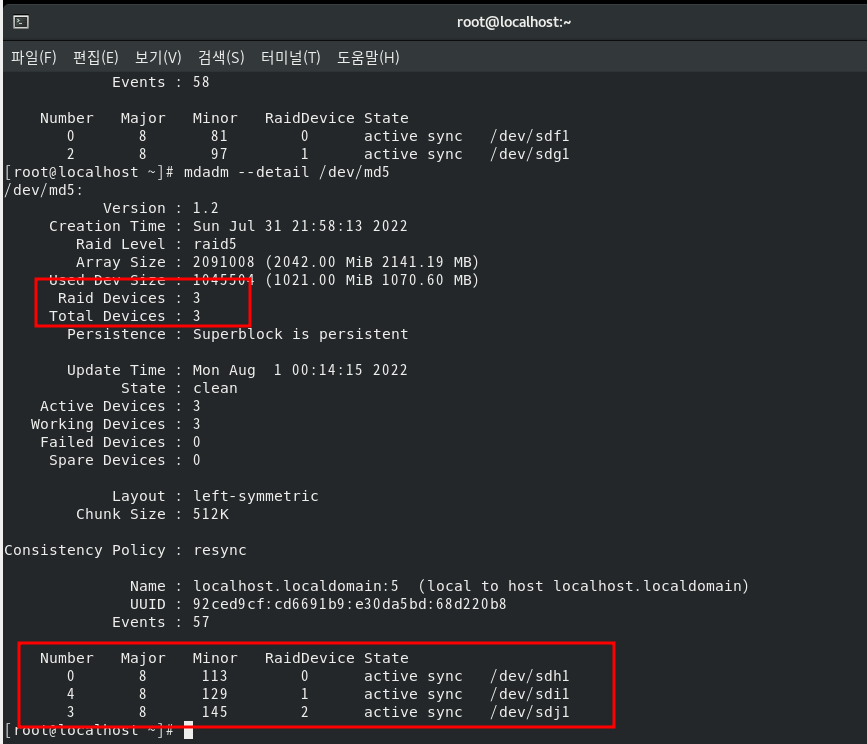 root@localhost:~
파일(F) 편집(E) 보기(V) 검색(S) 터미널(T) 도움말(H)
Events : 58
Number Major Minor RaidDevice State
0 8 81 0 active sync /dev/sdf1
2 8 97 1 active sync /dev/sdg1
[root@localhost ~]# mdadm --detail /dev/md5
/dev/md5:
Version : 1.2
Creation Time : Sun Jul 31 21:58:13 2022
Raid Level : raid5
Array Size : 2091008 (2042.00 MiB 2141.19 MB)
Used Dev Size : 1045504 (1021.00 MiB 1070.60 MB)
Raid Devices : 3
Total Devices : 3
Persistence : Superblock is persistent
Update Time : Mon Aug 1 00:14:15 2022
State : clean
Active Devices : 3
Working Devices : 3
Failed Devices : 0
Spare Devices : 0
Layout : left-symmetric
Chunk Size : 512K
Consistency Policy : resync
Name : localhost.localdomain:5 (local to host localhost.localdomain)
UUID : 92ced9cf:cd6691b9:e30da5bd:68d220b8
Events : 57
Number Major Minor RaidDevice State
0 8 113 0 active sync /dev/sdh1
4 8 129 1 active sync /dev/sdi1
3 8 145 2 active sync /dev/sdj1
[root@localhost ~]#